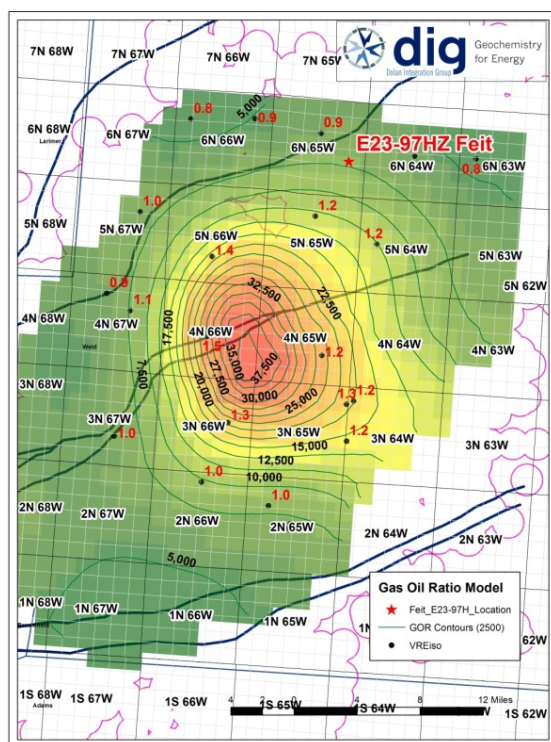 dig
Dolan Integration Group
Geochemistry
for Energy
7N 68W
7N 67W
7N 66W
7N 65W
0.8
5,000
0.9
0.9
6N 68W
Larimer
6N 67W
6N 66W
6N 65W
E23-97HZ Feit
6N 64W
6N 63W
0.8
1.0
1.2
5N 68W
5N 67W
5N 66W
1.4
5N 65W
1.2
5N 64W
5N 63W
5N 62W
0.9
1.1
32,500
22,500
4N 68W
4N 67W
17,500
4N 66W
4N 65W
4N 64W
4N 63W
Weld
1.5
1.2
35,000
37,500
27,500
20,000
7,500
30,000
25,000
3N 68W
3N 67W
1.0
3N 66W
1.3
1.3
1.2
3N 65W
1.2
3N 64W
3N 63W
15,000
12,500
10,000
1.0
1.0
2N 68W
2N 67W
2N 66W
2N 65W
2N 64W
2N 63W
5,000
1N 68W
1N 67W
1N 66W
1N 65W
62W
Gas Oil Ratio Model
Feit_E23-97H_Location
GOR Contours (2500)
VREiso
1S 68W
Adams
1S 67W
1S 66W
1S 65W
1S 64W
1S 62W
4 2 0 4 8 12 Miles